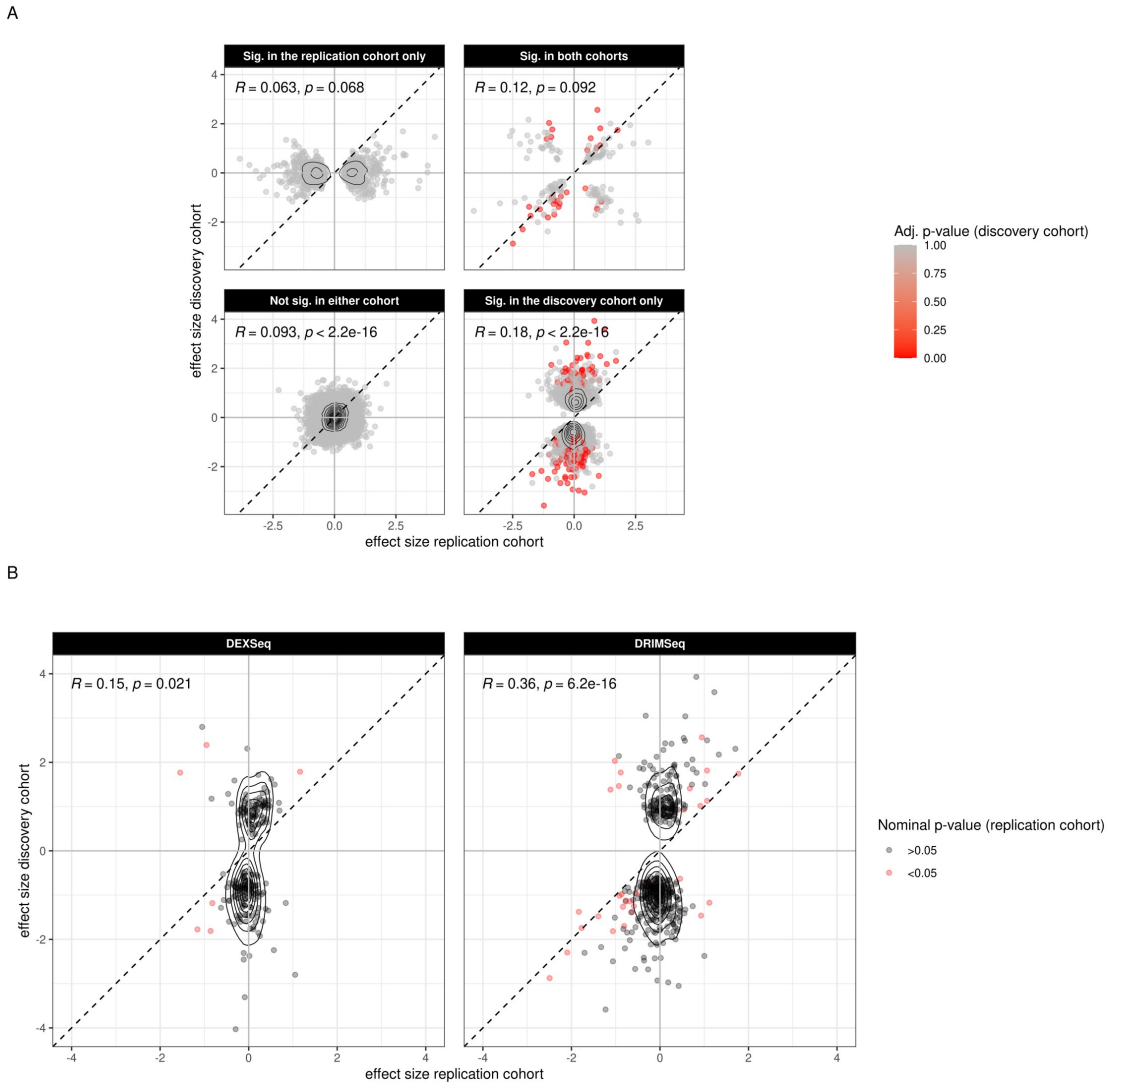 A
Sig. in the replication cohort only
Sig. in both cohorts
R = 0.063, p = 0.068
R = 0.12, p = 0.092
4
2
0
-2
Not sig. in either cohort
Sig. in the discovery cohort only
R = 0.093, p < 2.2e-16
R = 0.18, p < 2.2e-16
4
2
0
-2
-2.5 0.0 2.5
-2.5 0.0 2.5
effect size replication cohort
effect size discovery cohort
Adj. p-value (discovery cohort)
1.00
0.75
0.50
0.25
0.00
B
DEXSeq
DRIMSeq
R = 0.15, p = 0.021
R = 0.36, p = 6.2e-16
4
2
0
-2
-4
-4 -2 0 2 4
-4 -2 0 2 4
effect size replication cohort
effect size discovery cohort
Nominal p-value (replication cohort)
>0.05
<0.05